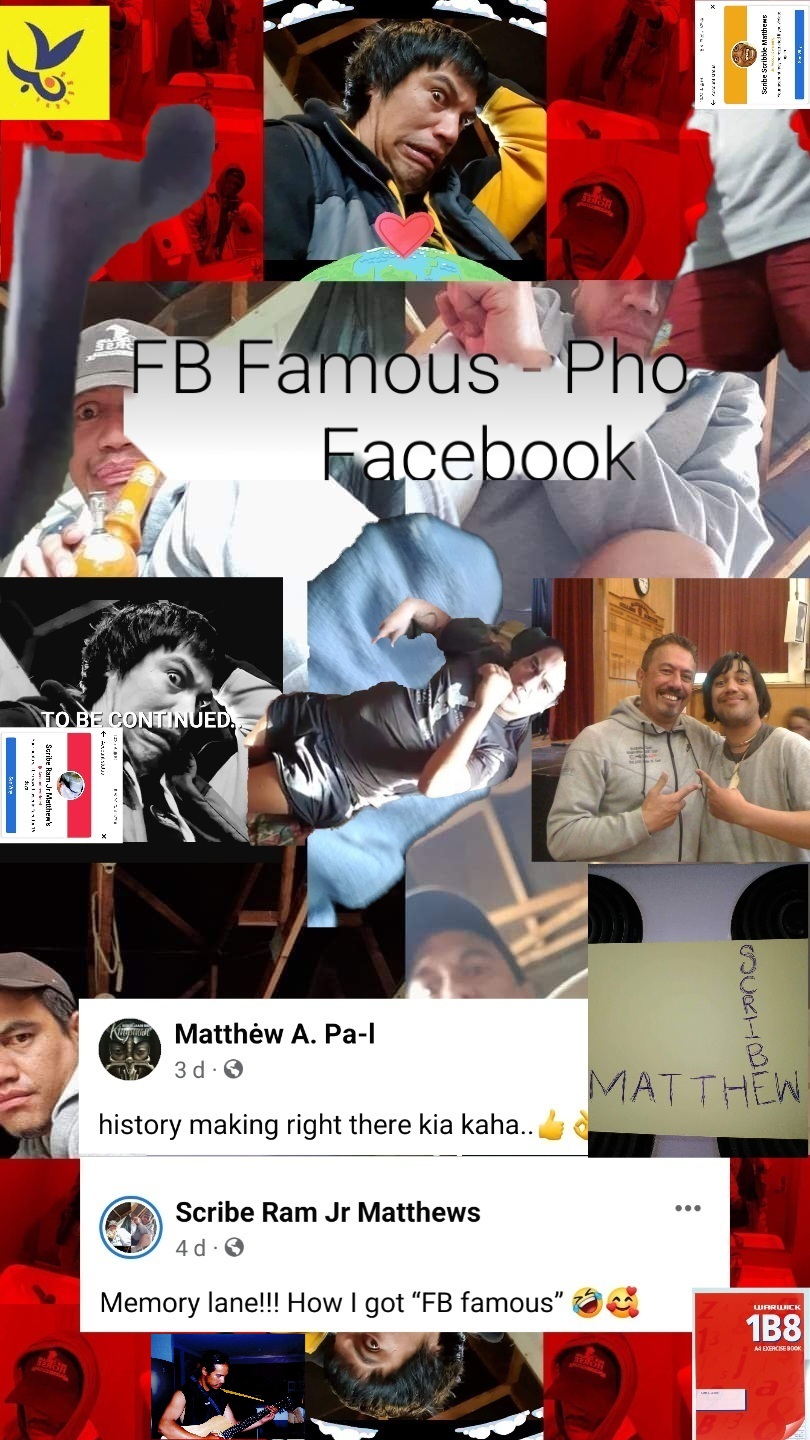 Scribe Scribble Matthews
FB Famous - Pho
Facebook
TO BE CONTINUED..
Scribe Ram Jr Matthew's
SCRIB
MATTHEW
Matthėw A. Pa-l
3 d ·
history making right there kia kaha..👍👌
Scribe Ram Jr Matthews
4 d ·
Memory lane!!! How I got “FB famous” 🤣🥰
WARWICK
1B8
A4 EXERCISE BOOK